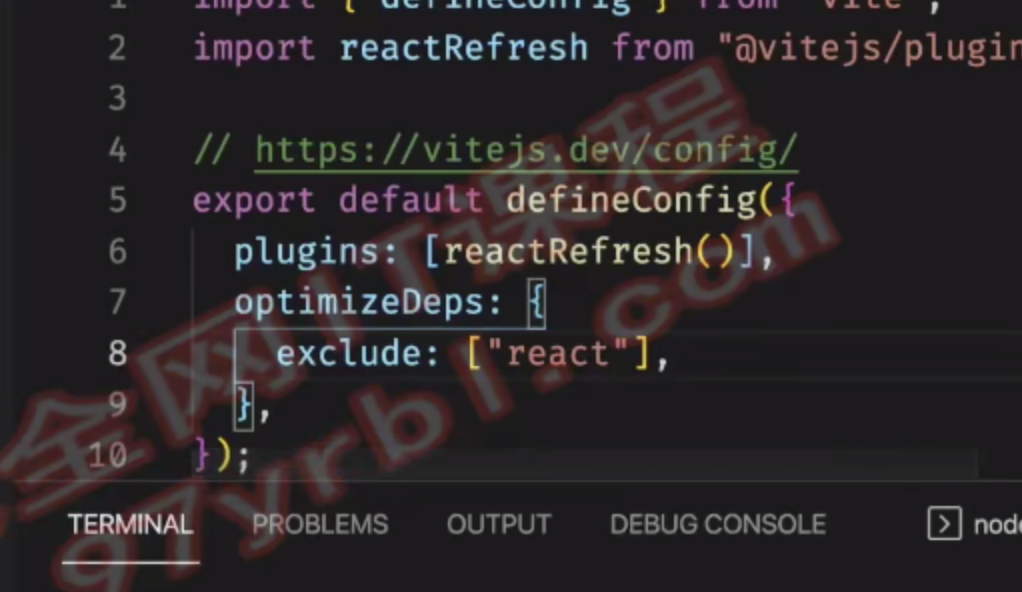 1 import { defineConfig } from "vite";
2 import reactRefresh from "@vitejs/plugin
3
4 // https://vitejs.dev/config/
5 export default defineConfig({
6 plugins: [reactRefresh()],
7 optimizeDeps: {
8 exclude: ["react"],
9 },
10 });
TERMINAL PROBLEMS OUTPUT DEBUG CONSOLE node
全网IT课程
97yrbl.com